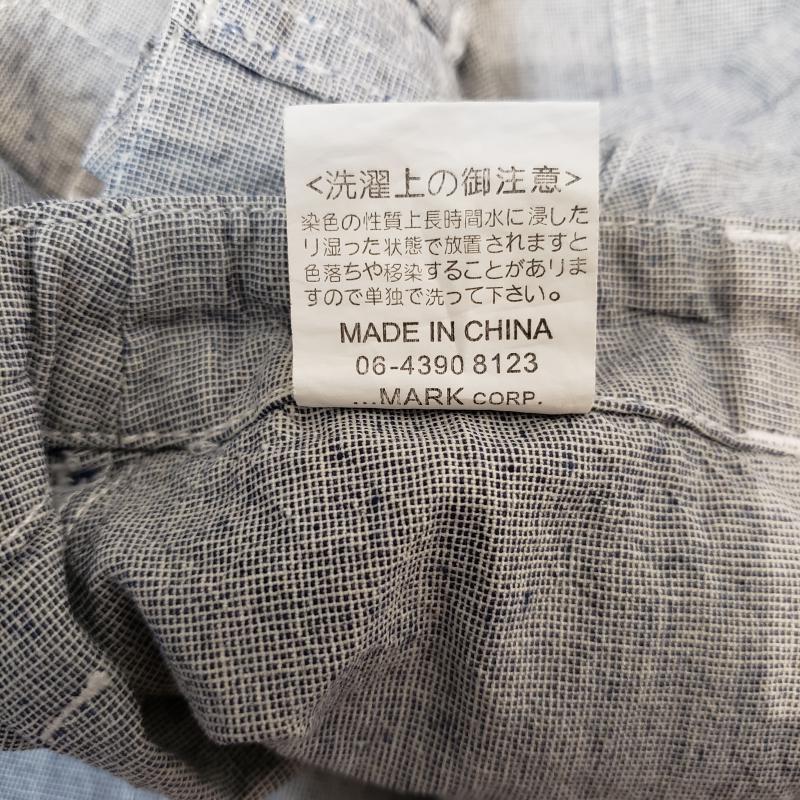 <洗濯上の御注意>
染色の性質上長時間水に浸した
り湿った状態で放置されますと
色落ちや移染することがありま
すので単独で洗って下さい。
MADE IN CHINA
06-4390 8123
...MARK CORP.